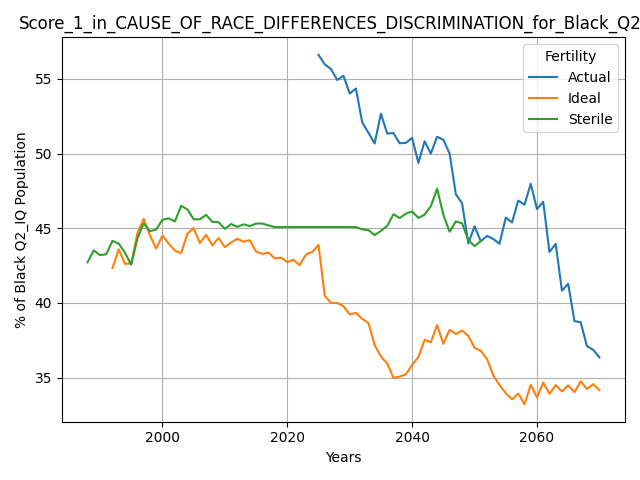 Score_1_in_CAUSE_OF_RACE_DIFFERENCES_DISCRIMINATION_for_Black_Q2
Fertility
Actual
Ideal
Sterile
% of Black Q2_IQ Population
55
50
45
40
35
2000
2020
2040
2060
Years